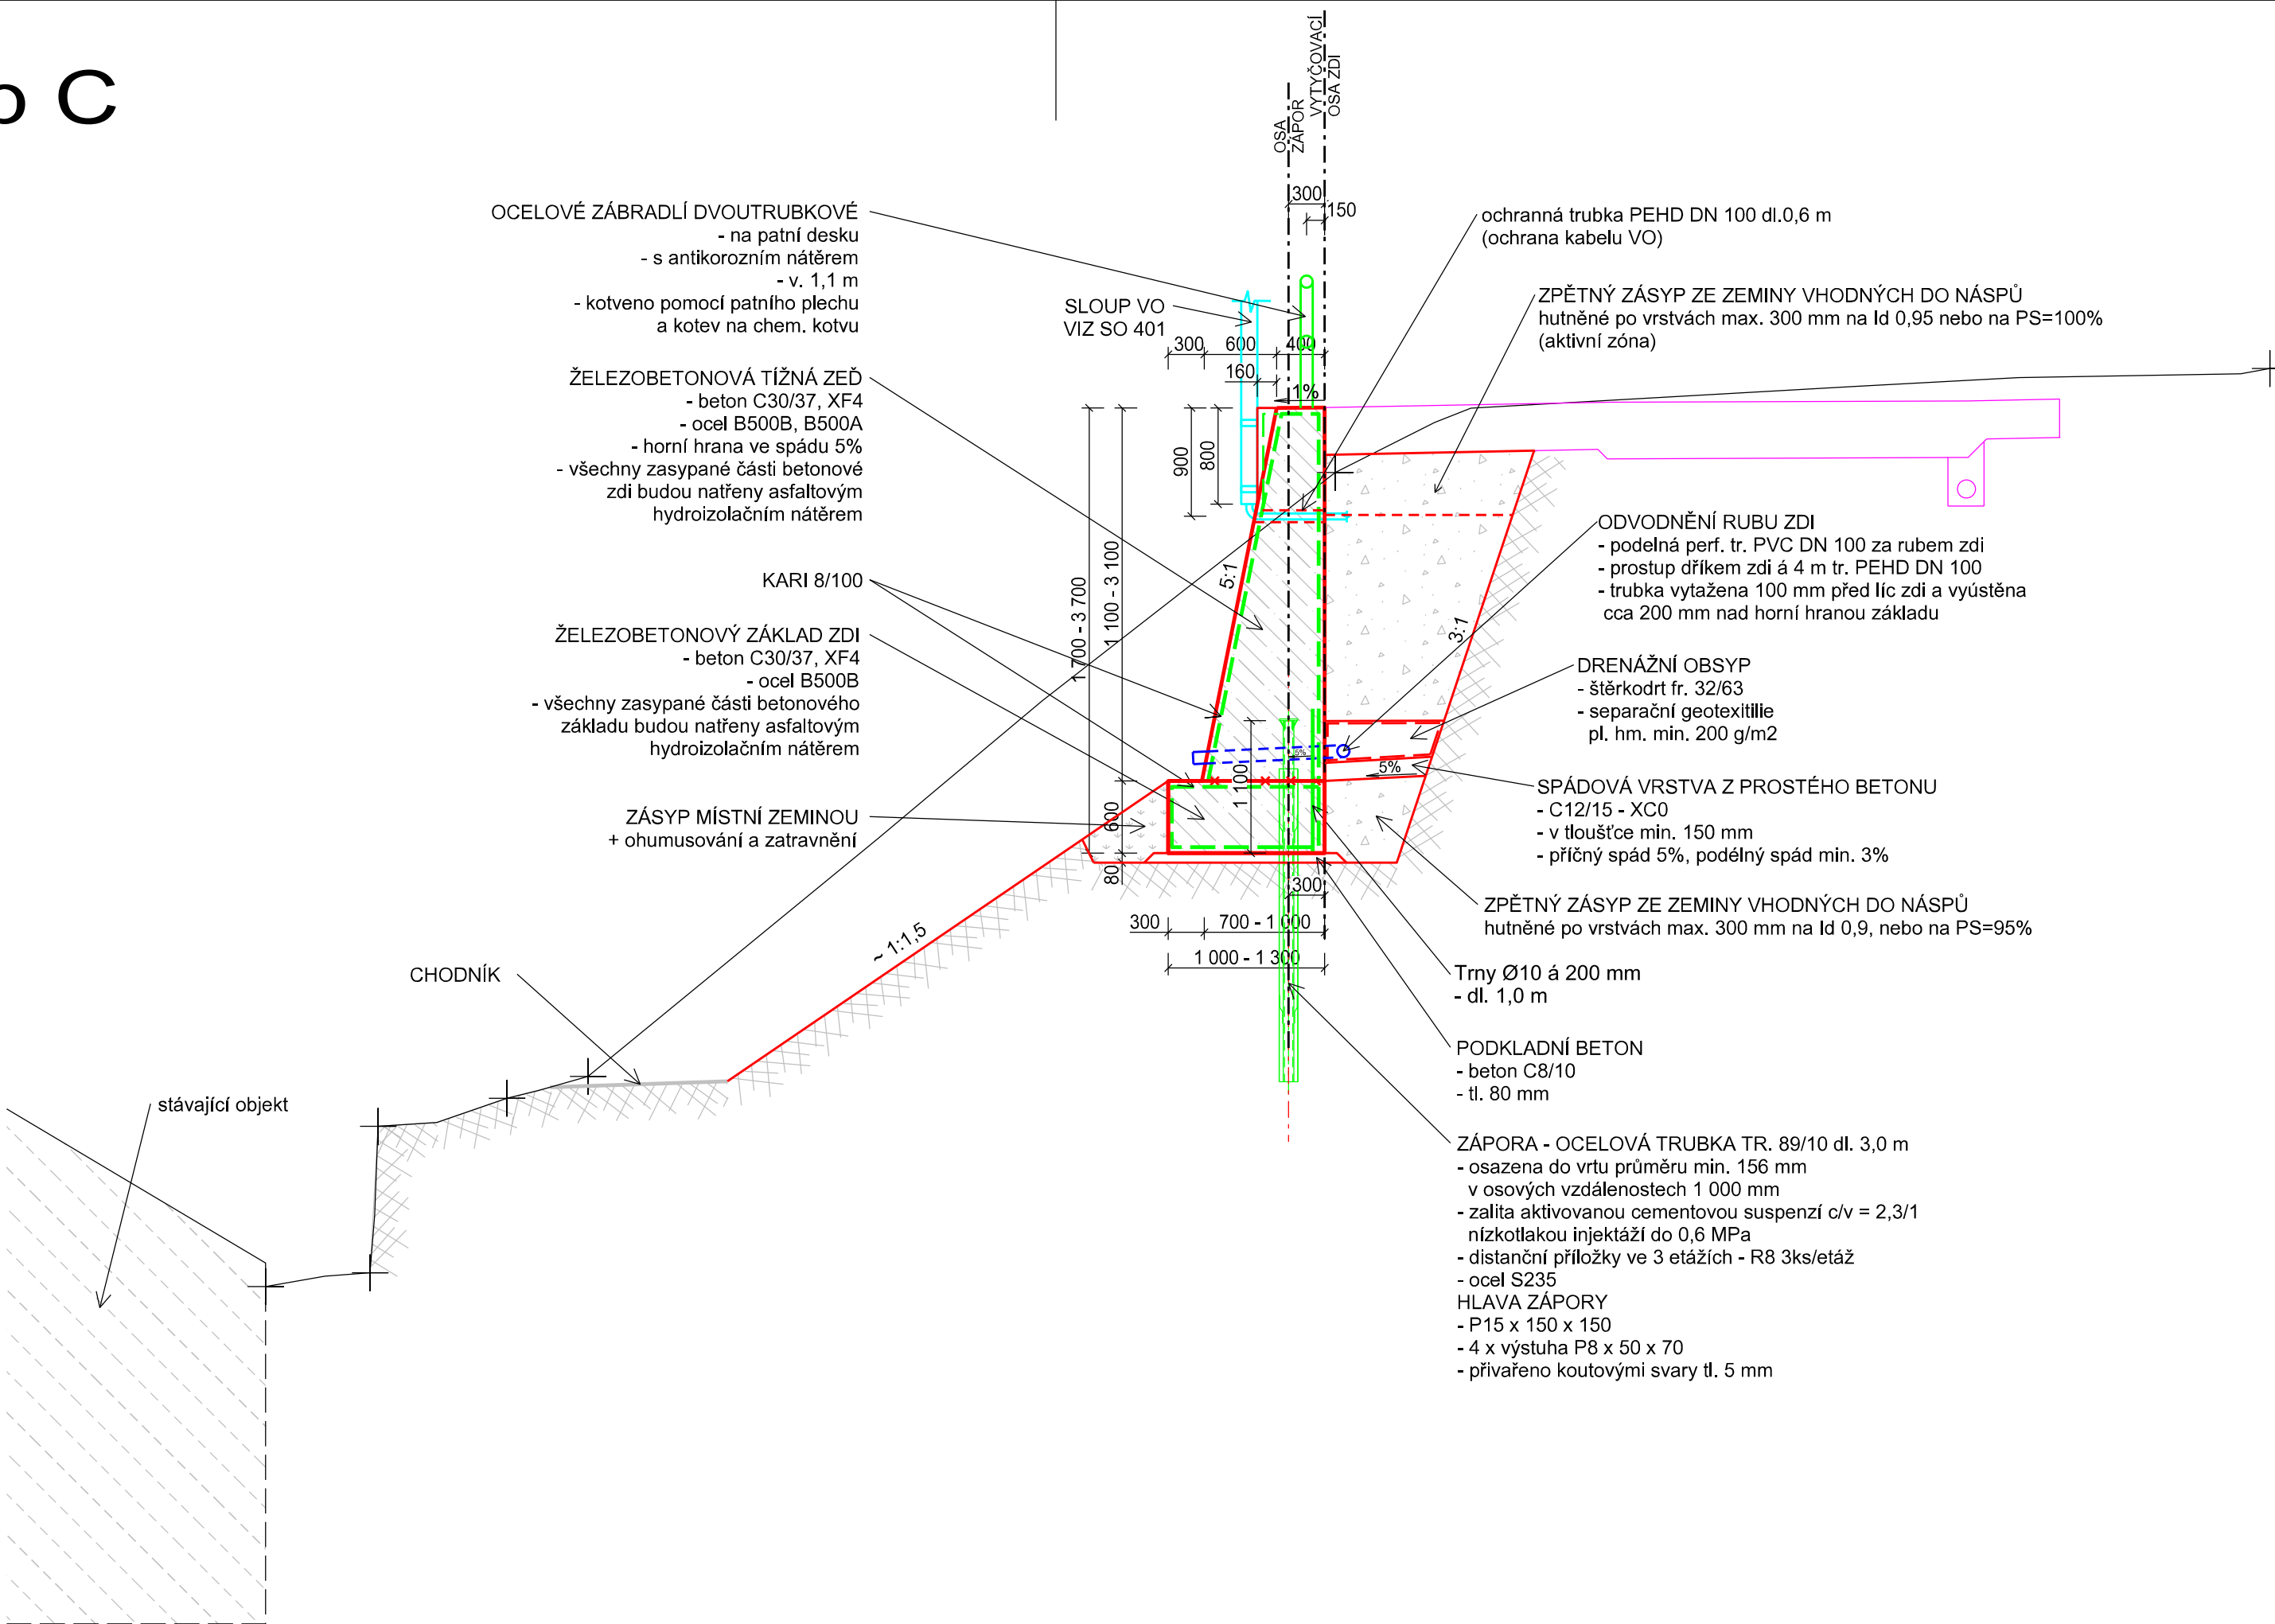 o C
OSA
ZÁPOR
VYTYČOVACÍ
OSA ZDI
OCELOVÉ ZÁBRADLÍ DVOUTRUBKOVÉ
- na patní desku
- s antikorozním nátěrem
- v. 1,1 m
- kotveno pomocí patního plechu
a kotev na chem. kotvu
SLOUP VO
VIZ SO 401
ŽELEZOBETONOVÁ TÍŽNÁ ZEĎ
- beton C30/37, XF4
- ocel B500B, B500A
- horní hrana ve spádu 5%
- všechny zasypané části betonové
zdi budou natřeny asfaltovým
hydroizolačním nátěrem
KARI 8/100
ŽELEZOBETONOVÝ ZÁKLAD ZDI
- beton C30/37, XF4
- ocel B500B
- všechny zasypané části betonového
základu budou natřeny asfaltovým
hydroizolačním nátěrem
ZÁSYP MÍSTNÍ ZEMINOU
+ ohumusování a zatravnění
CHODNÍK
stávající objekt
300
150
300
600
400
160
1%
900
800
1 700 - 3 700
1 100 - 3 100
5:1
3:1
5%
5%
1 100
600
80
300
300
700 - 1 000
1 000 - 1 300
~ 1:1,5
ochranná trubka PEHD DN 100 dl.0,6 m
(ochrana kabelu VO)
ZPĚTNÝ ZÁSYP ZE ZEMINY VHODNÝCH DO NÁSPŮ
hutněné po vrstvách max. 300 mm na Id 0,95 nebo na PS=100%
(aktivní zóna)
ODVODNĚNÍ RUBU ZDI
- podelná perf. tr. PVC DN 100 za rubem zdi
- prostup dříkem zdi á 4 m tr. PEHD DN 100
- trubka vytažena 100 mm před líc zdi a vyústěna
cca 200 mm nad horní hranou základu
DRENÁŽNÍ OBSYP
- štěrkodrt fr. 32/63
- separační geotexitilie
pl. hm. min. 200 g/m2
SPÁDOVÁ VRSTVA Z PROSTÉHO BETONU
- C12/15 - XC0
- v tloušťce min. 150 mm
- příčný spád 5%, podélný spád min. 3%
ZPĚTNÝ ZÁSYP ZE ZEMINY VHODNÝCH DO NÁSPŮ
hutněné po vrstvách max. 300 mm na Id 0,9, nebo na PS=95%
Trny Ø10 á 200 mm
- dl. 1,0 m
PODKLADNÍ BETON
- beton C8/10
- tl. 80 mm
ZÁPORA - OCELOVÁ TRUBKA TR. 89/10 dl. 3,0 m
- osazena do vrtu průměru min. 156 mm
v osových vzdálenostech 1 000 mm
- zalita aktivovanou cementovou suspenzí c/v = 2,3/1
nízkotlakou injektáží do 0,6 MPa
- distanční příložky ve 3 etážích - R8 3ks/etáž
- ocel S235
HLAVA ZÁPORY
- P15 x 150 x 150
- 4 x výstuha P8 x 50 x 70
- přivařeno koutovými svary tl. 5 mm